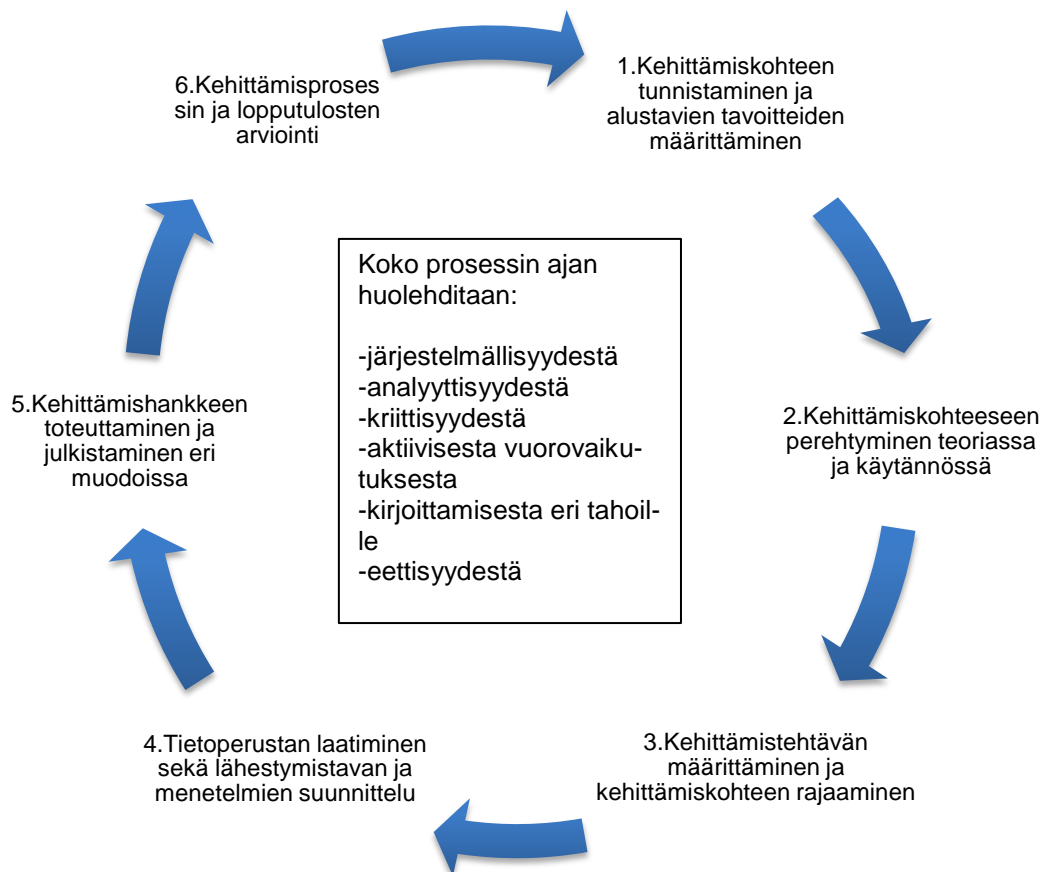 1.Kehittämiskohteen
tunnistaminen ja
alustavien tavoitteiden
määrittäminen
2.Kehittämiskohteeseen
perehtyminen teoriassa
ja käytännössä
3.Kehittämistehtävän
määrittäminen ja
kehittämiskohteen rajaaminen
4.Tietoperustan laatiminen
sekä lähestymistavan ja
menetelmien suunnittelu
5.Kehittämishankkeen
toteuttaminen ja
julkistaminen eri
muodoissa
6.Kehittämisproses
sin ja lopputulosten
arviointi
Koko prosessin ajan
huolehditaan:
-järjestelmällisyydestä
-analyyttisyydestä
-kriittisyydestä
-aktiivisesta vuorovaiku-
tuksesta
-kirjoittamisesta eri tahoil-
le
-eettisyydestä